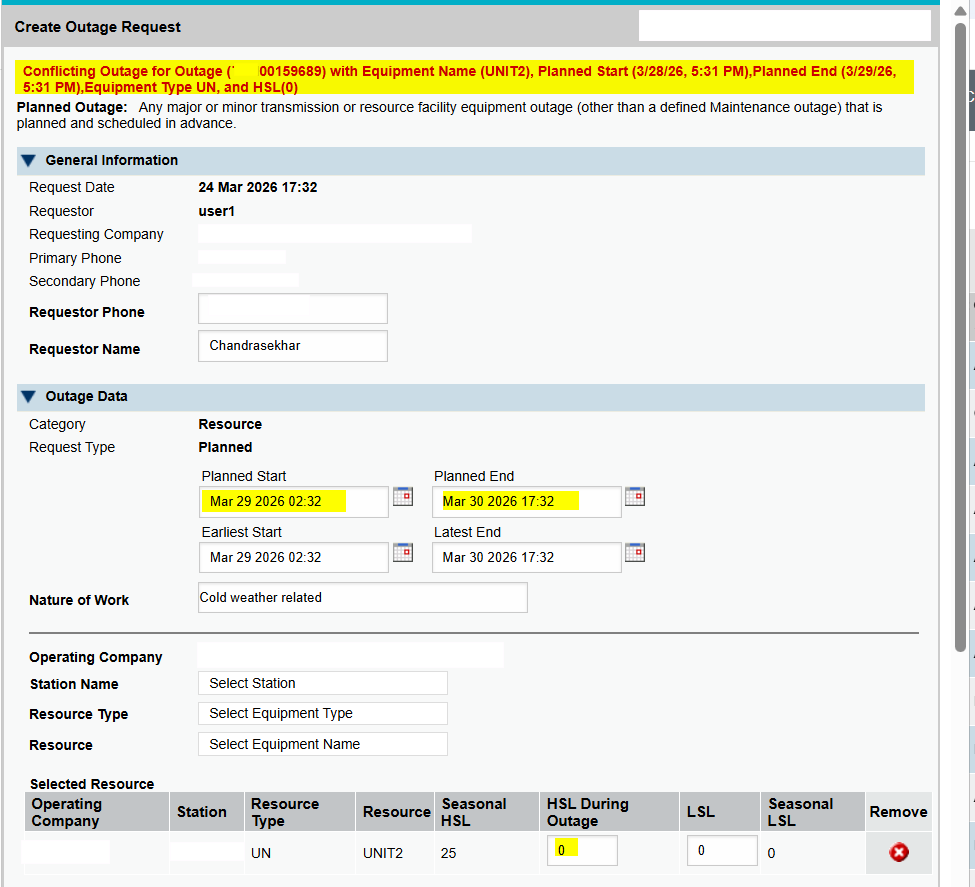 Create Outage Request
Conflicting Outage for Outage (' 00159689) with Equipment Name (UNIT2), Planned Start (3/28/26, 5:31 PM),Planned End (3/29/26,
5:31 PM),Equipment Type UN, and HSL(0)
Planned Outage: Any major or minor transmission or resource facility equipment outage (other than a defined Maintenance outage) that is
planned and scheduled in advance.
General Information
Request Date 24 Mar 2026 17:32
Requestor user1
Requesting Company
Primary Phone
Secondary Phone
Requestor Phone
Requestor Name Chandrasekhar
Outage Data
Category Resource
Request Type Planned
Planned Start Planned End
Mar 29 2026 02:32 Mar 30 2026 17:32
Earliest Start Latest End
Mar 29 2026 02:32 Mar 30 2026 17:32
Nature of Work Cold weather related
Operating Company
Station Name Select Station
Resource Type Select Equipment Type
Resource Select Equipment Name
Selected Resource
Operating Company Station Resource Type Resource Seasonal HSL HSL During Outage LSL Seasonal LSL Remove
UN UNIT2 25 0 0 0